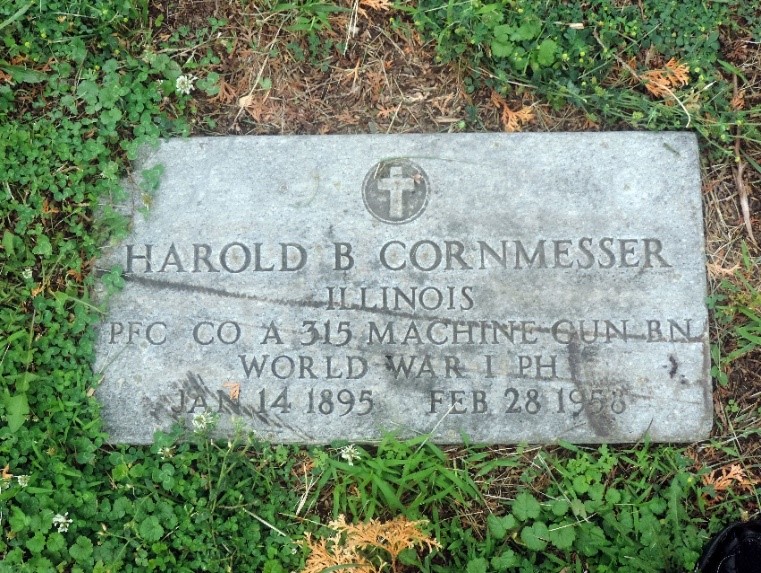 HAROLD B CORNMESSER
ILLINOIS
PFC CO A 315 MACHINE GUN BN
WORLD WAR I PH
JAN 14 1895 FEB 28 1958